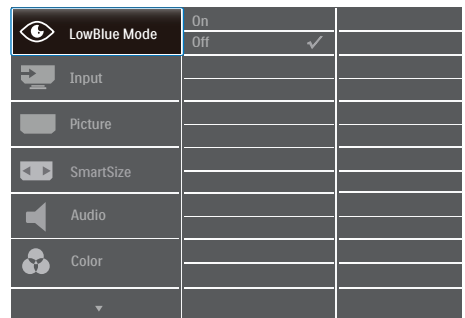 LowBlue Mode
On
Off
Input
Picture
SmartSize
Audio
Color